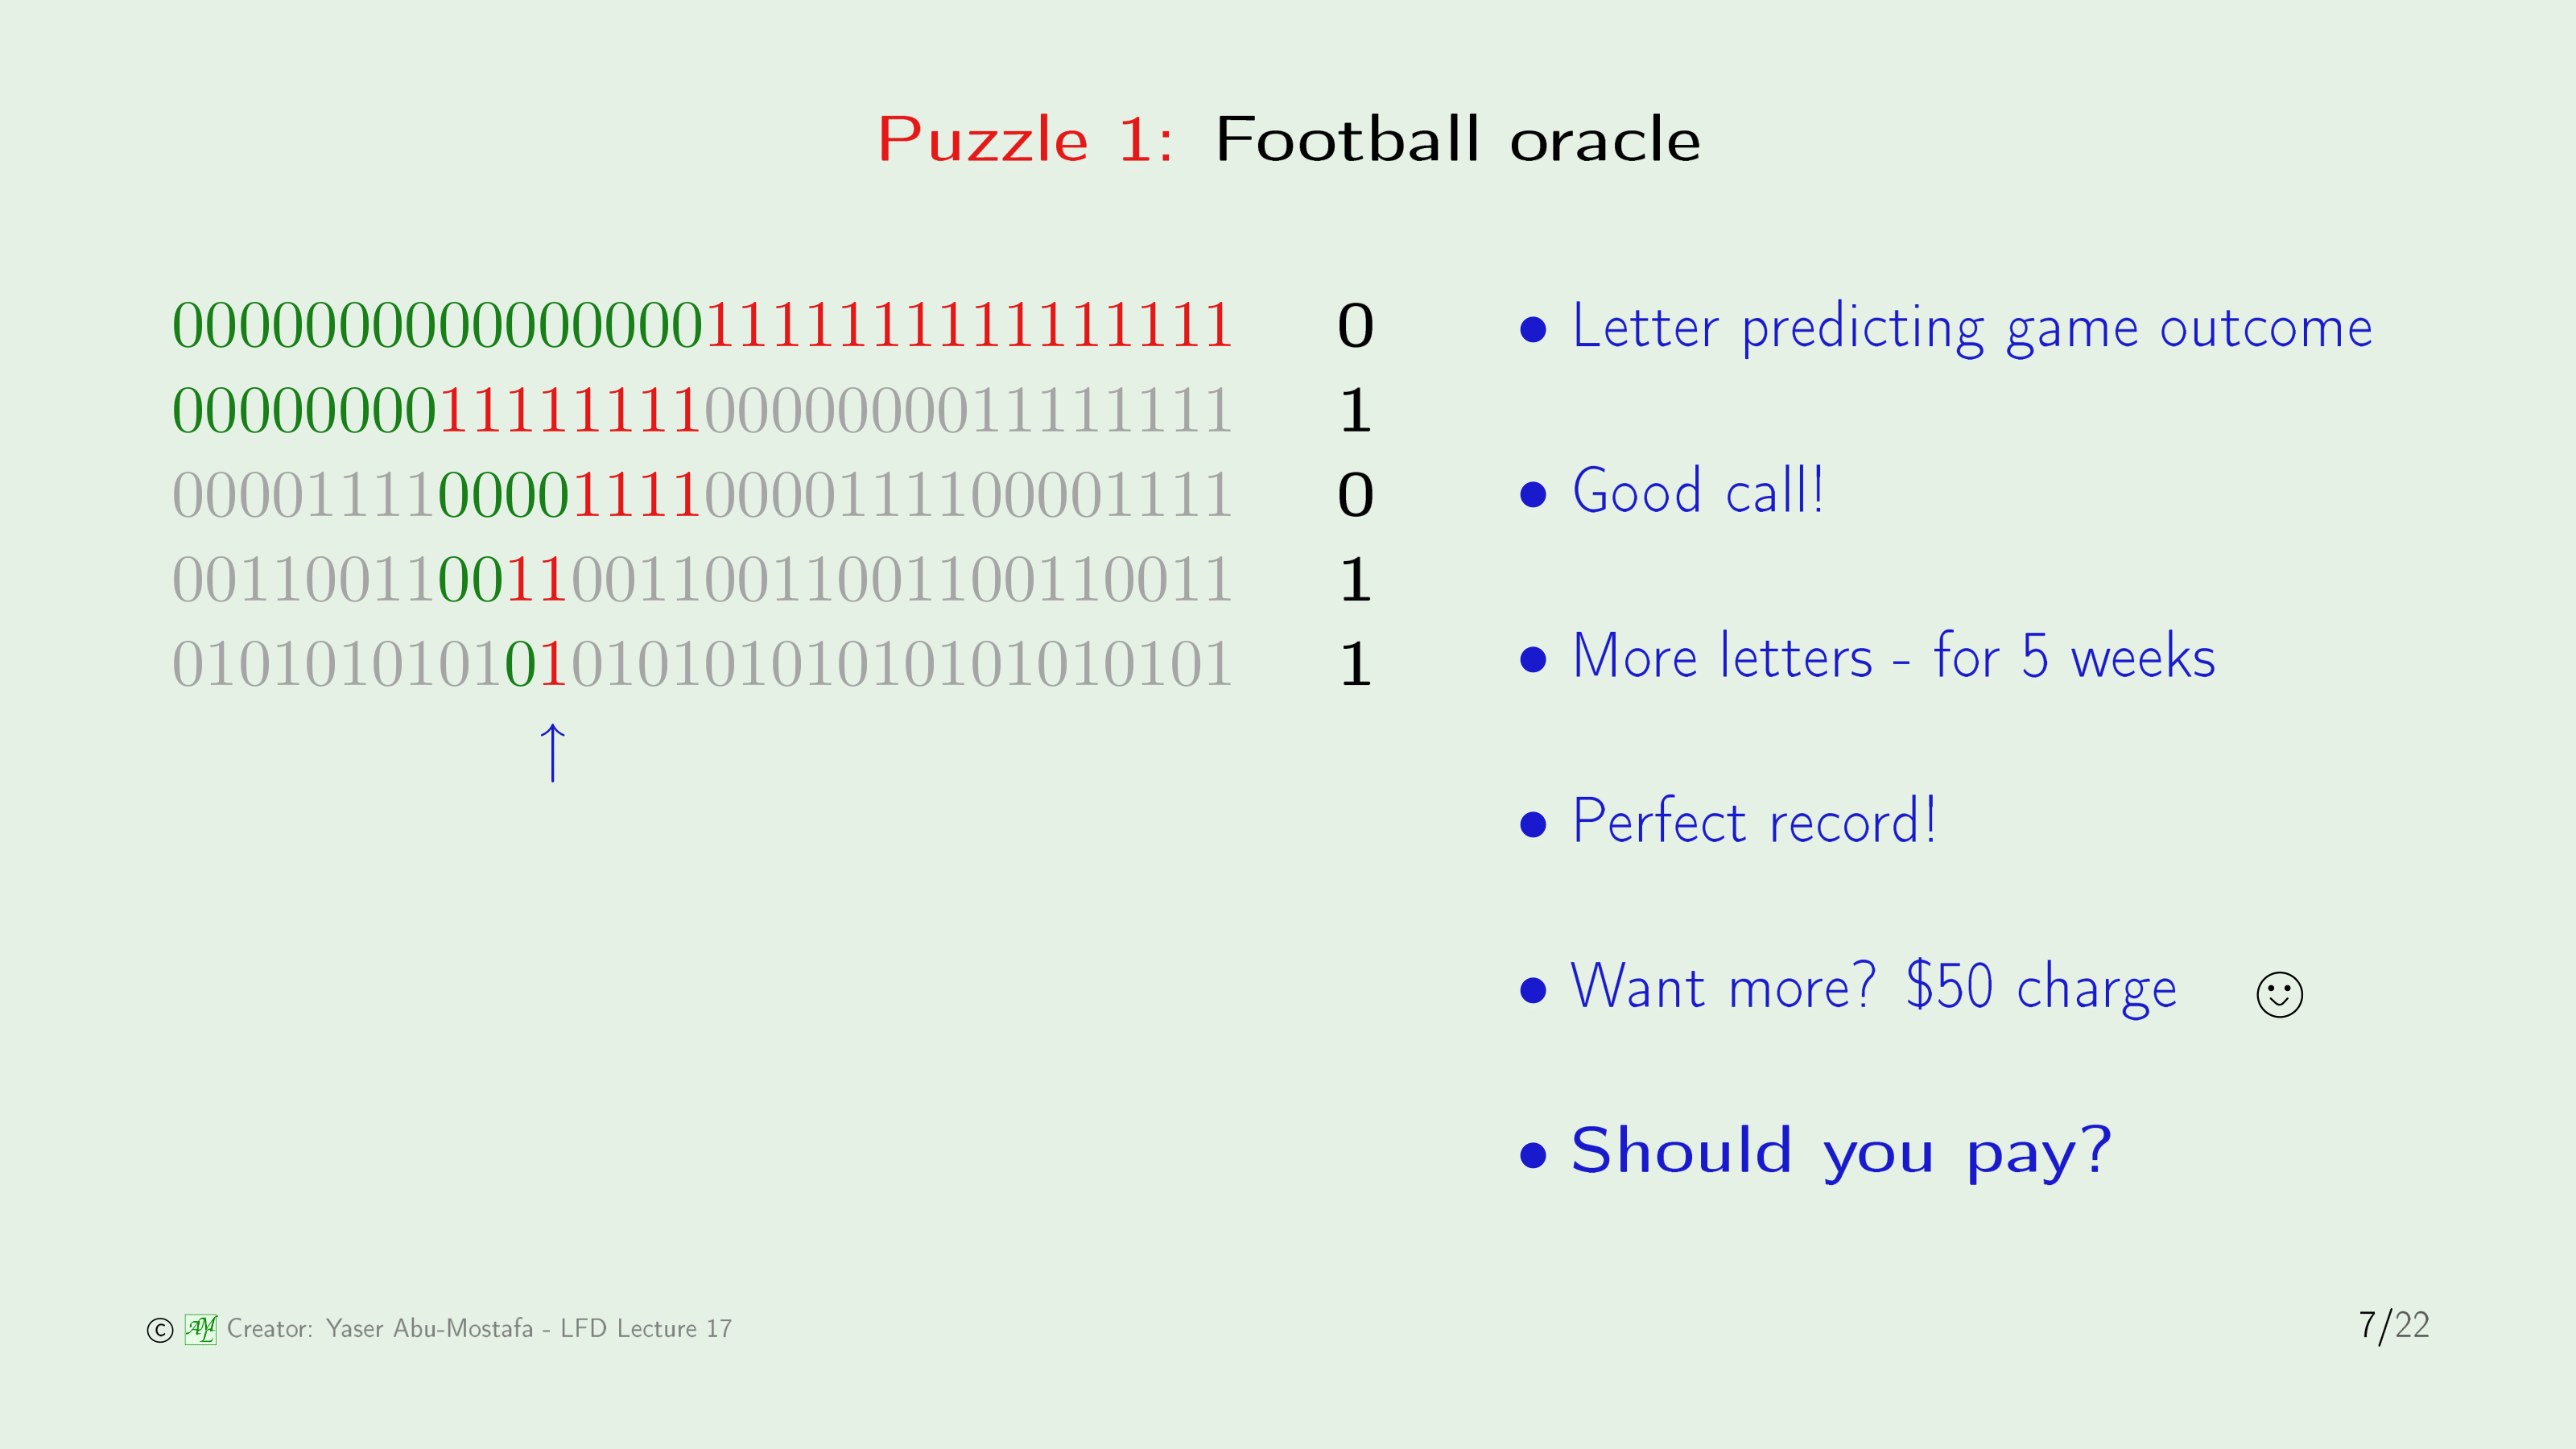 Puzzle 1: Football oracle
00000000000000001111111111111111 0
00000000111111110000000011111111 1
00001111000011110000111100001111 0
00110011001100110011001100110011 1
01010101010101010101010101010101 1
↑
• Letter predicting game outcome
• Good call!
• More letters - for 5 weeks
• Perfect record!
• Want more? $50 charge
• Should you pay?
© AML Creator: Yaser Abu-Mostafa - LFD Lecture 17
7/22